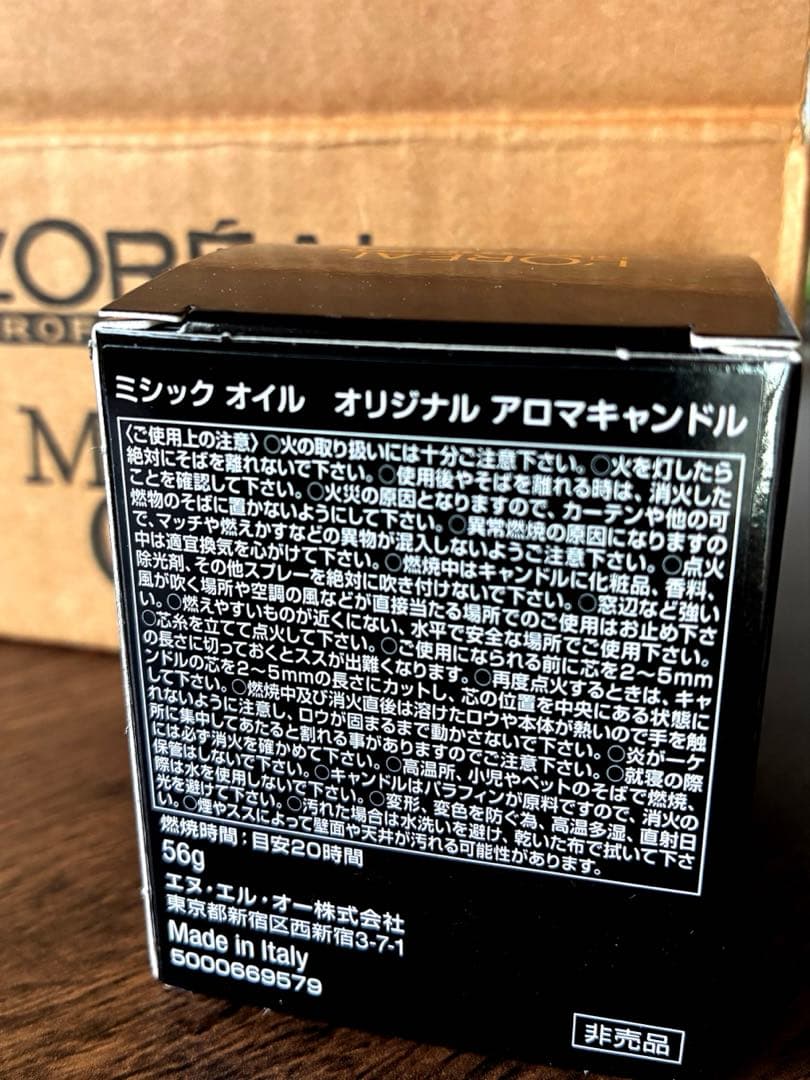 L'ORÉAL
L'ORÉAL
ミシック オイル　オリジナル アロマキャンドル
〈ご使用上の注意〉○火の取り扱いには十分ご注意下さい。○火を灯したら
絶対にそばを離れないで下さい。○使用後やそばを離れる時は、消火した
ことを確認して下さい。○火災の原因となりますので、カーテンや他の可
燃物のそばに置かないようにして下さい。○異常燃焼の原因になりますの
で、マッチや燃えかすなどの異物が混入しないようご注意下さい。○点火
中は適宜換気を心がけて下さい。○燃焼中はキャンドルに化粧品、香料、
除光剤、その他スプレーを絶対に吹き付けないで下さい。○窓辺など強い
風が吹く場所や空調の風などが直接当たる場所でのご使用はお止め下さ
い。○燃えやすいものが近くにない、水平で安全な場所でご使用下さい。
○芯糸を立てて点火して下さい。○ご使用になられる前に芯を2〜5mm
の長さに切っておくとススが出難くなります。○再度点火するときは、キャ
ンドルの芯を2〜5mmの長さにカットし、芯の位置を中央にある状態に
して下さい。○燃焼中及び消火直後は溶けたロウや本体が熱いので手を触
れないように注意し、ロウが固まるまで動かさないで下さい。○炎が一ケ
所に集中してあたると割れる事がありますのでご注意下さい。○就寝の際
には必ず消火を確かめて下さい。○高温所、小児やペットのそばで燃焼、
保管はしないで下さい。○キャンドルはパラフィンが原料ですので、消火の
際は水を使用しないで下さい。○変形、変色を防ぐ為、高温多湿、直射日
光を避けて下さい。○汚れた場合は水洗いを避け、乾いた布で拭いて下さ
い。○煙やススによって壁面や天井が汚れる可能性があります。
燃焼時間；目安20時間
56g
エヌ・エル・オー株式会社
東京都新宿区西新宿3-7-1
Made in Italy
5000669579
非売品